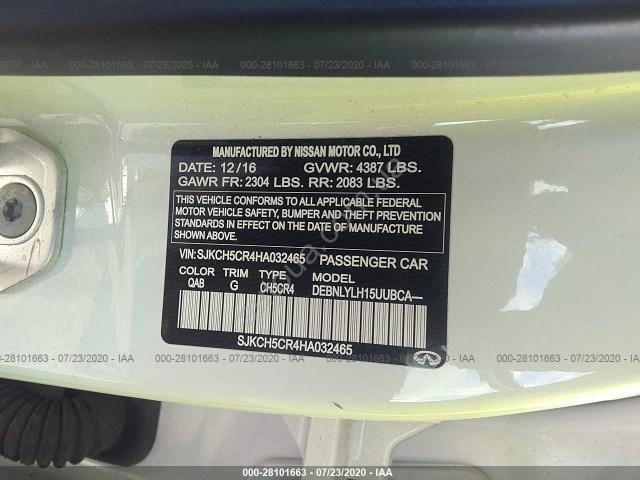 000-28101663 - 07/23/2020 - IAA 000-28101663 - 07/23/2020 - IAA 000-28101663 - 07/23/2020 - IAA
MANUFACTURED BY NISSAN MOTOR CO., LTD
DATE: 12/16 GVWR: 4387 LBS.
GAWR FR: 2304 LBS. RR: 2083 LBS.
THIS VEHICLE CONFORMS TO ALL APPLICABLE FEDERAL
MOTOR VEHICLE SAFETY, BUMPER AND THEFT PREVENTION
STANDARDS IN EFFECT ON THE DATE OF MANUFACTURE
SHOWN ABOVE.
VIN: SJKCH5CR4HA032465 PASSENGER CAR
COLOR TRIM TYPE MODEL
QAB G CH5CR4 DEBNLYLH15UUBCA—
SJKCH5CR4HA032465
000-28101663 - 07/23/2020 - IAA 000-28101663 - 07/23/2020 - IAA 000-28101663 - 07/23/2020 - IAA
000-28101663 - 07/23/2020 - IAA